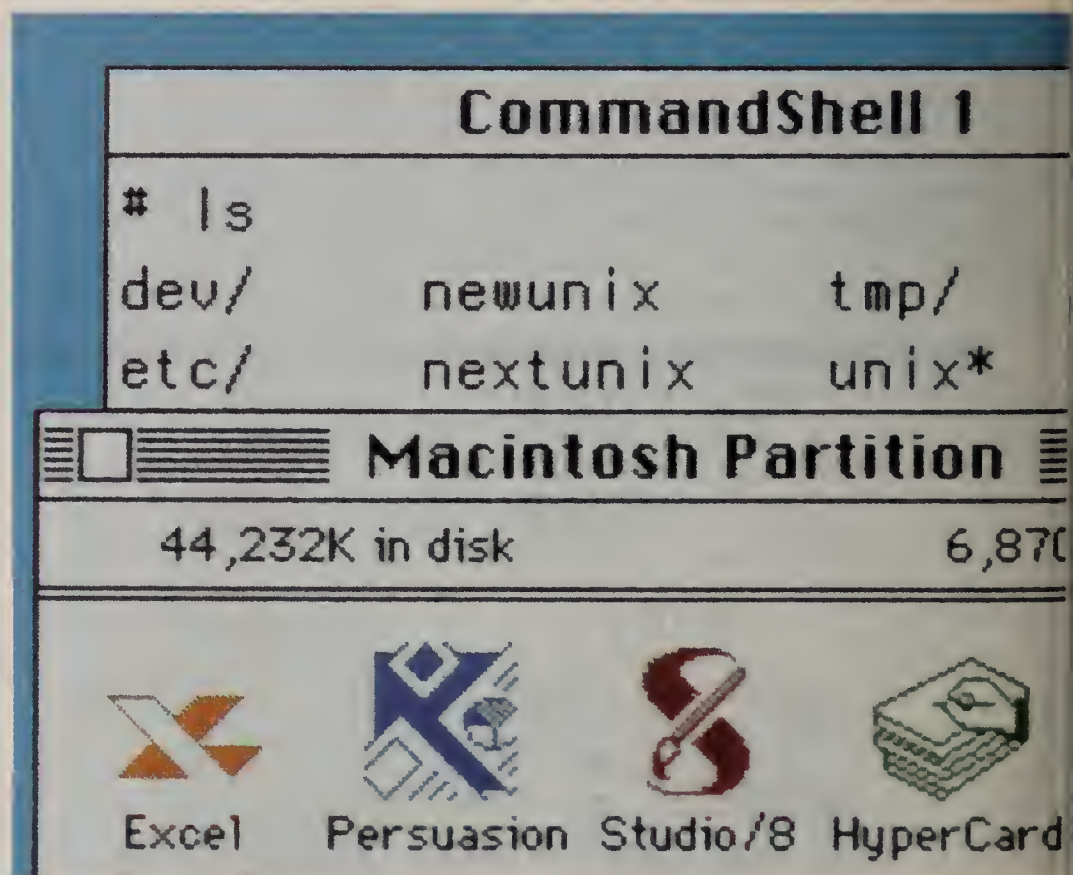 CommandShell 1
# ls
dev/ newunix tmp/
etc/ nextunix unix*
Macintosh Partition
44,232K in disk 6,870
Excel Persuasion Studio/8 HyperCard